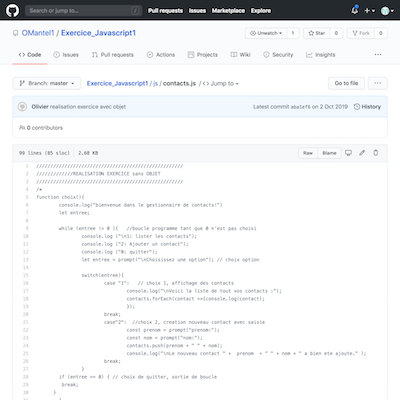 Search or jump to...
/
Pull requests Issues Marketplace Explore
OMantel1 / Exercice_Javascript1
Unwatch 1
Star 0
Fork 0
Code
Issues
Pull requests
Actions
Projects
Wiki
Security
Insights
Branch: master
Exercice_Javascript1 / js / contacts.js / <> Jump to
Go to file
Olivier realisation exercice avec objet
Latest commit on 2 Oct 2019
History
0 contributors
99 lines (85 sloc) 2.68 KB
Raw Blame
1 ///////////////////////////////////////////////////
2 /////////////REALISATION EXERCICE sans OBJET
3 ///////////////////////////////////////////////////
4 /*
5 function choix(){
6 console.log("bienvenue dans le gestionnaire de contacts!")
7 let entree;
8
9 while (entree != 0 ){ //boucle programme tant que 0 n'est pas choisi
10 console.log ("\n1: lister les contacts");
11 console.log ("2: Ajouter un contact");
12 console.log ("0: quitter");
13 let entree = prompt("\nChoisissez une option"); // choix option
14
15 switch(entree){
16 case "1": // choix 1, affichage des contacts
17 console.log("\nVoici la liste de tout vos contacts :");
18 contacts.forEach(contact =>{console.log(contact);
19 });
20 break;
21 case"2": //choix 2, creation nouveau contact avec saisie
22 const prenom = prompt("prenom:");
23 const nom = prompt("nom:");
24 contacts.push(prenom + " " + nom);
25 console.log("\nLe nouveau contact " + prenom + " " + nom + " a bien ete ajoute." );
26 break;
27 }
28 if (entree == 0) { // choix de quitter, sortie de boucle
29 break;
30 }